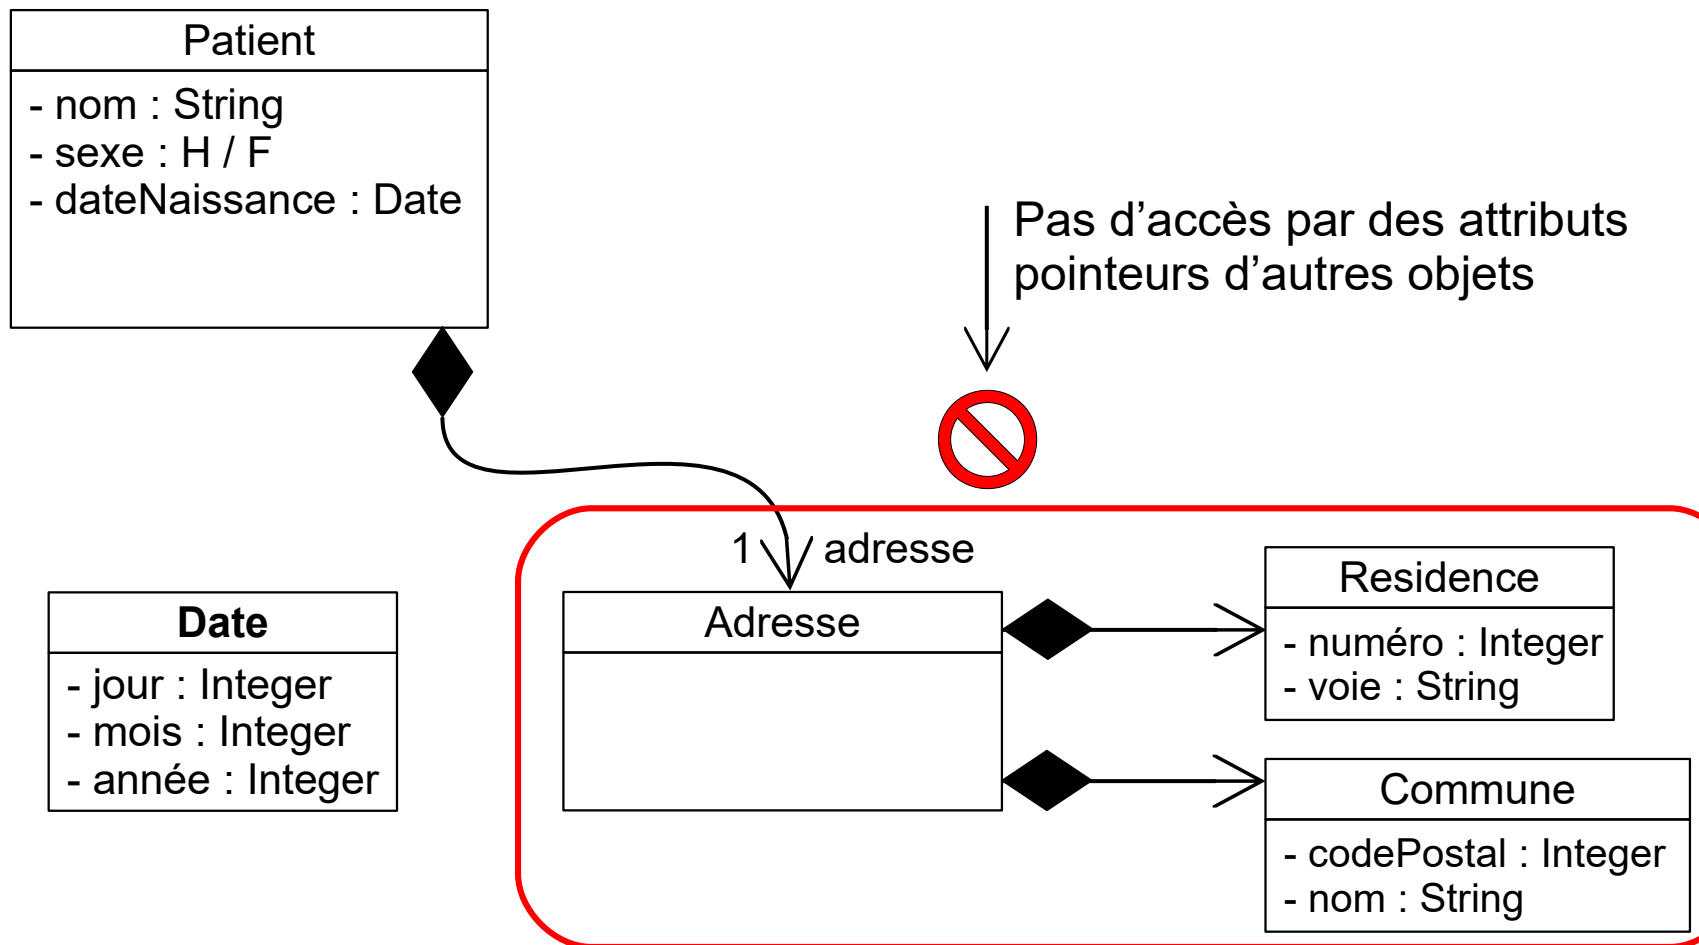 Patient
- nom : String
- sexe : H / F
- dateNaissance : Date
Pas d’accès par des attributs
pointeurs d’autres objets
1 adresse
Date
- jour : Integer
- mois : Integer
- année : Integer
Adresse
Residence
- numéro : Integer
- voie : String
Commune
- codePostal : Integer
- nom : String